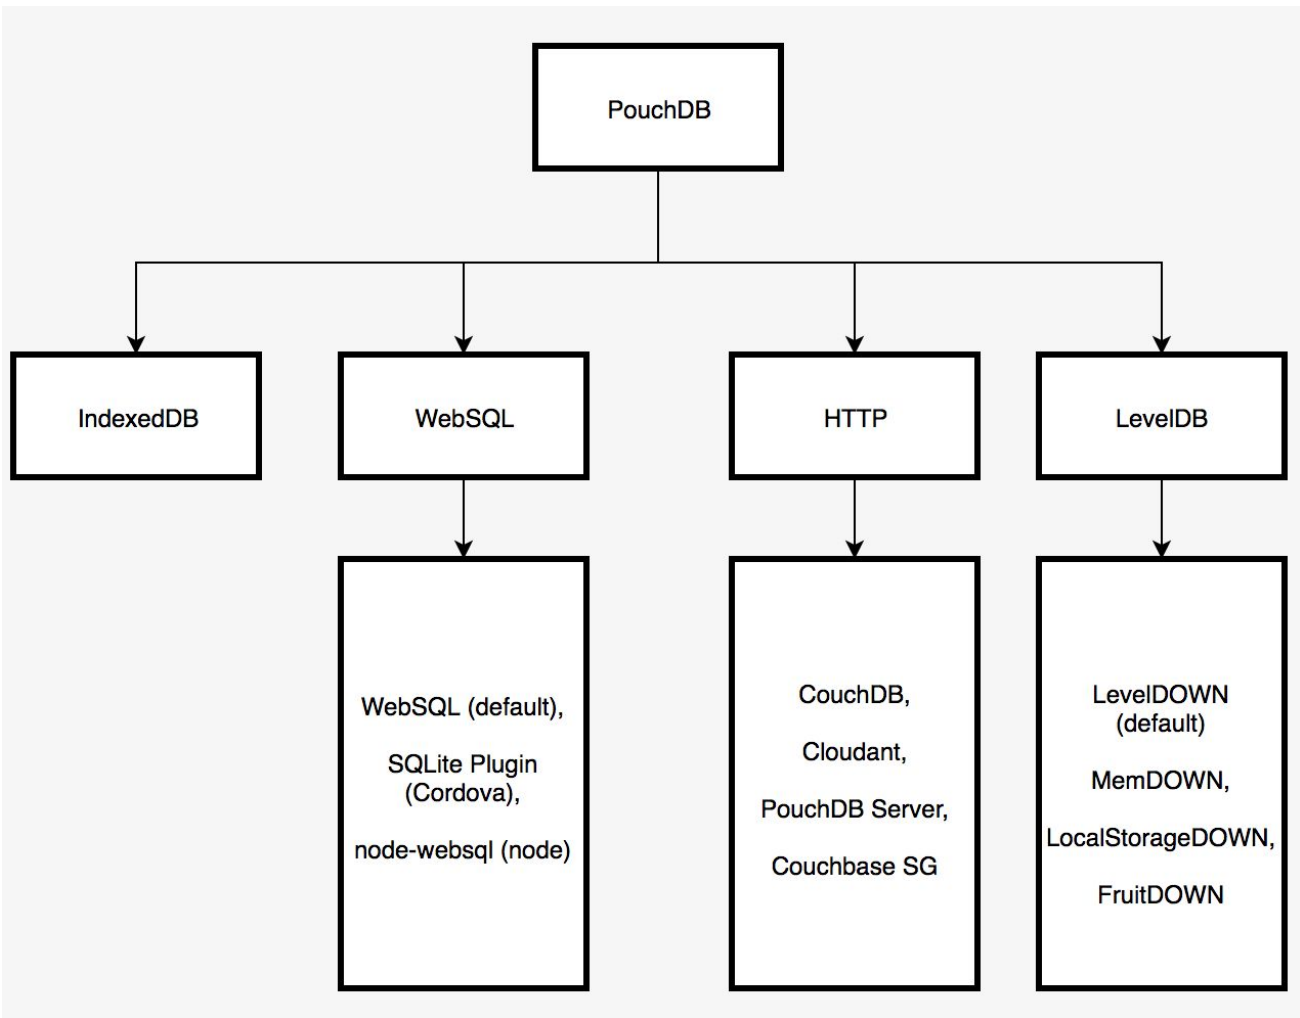 PouchDB
IndexedDB
WebSQL
HTTP
LevelDB
WebSQL (default),
SQLite Plugin
(Cordova),
node-websql (node)
CouchDB,
Cloudant,
PouchDB Server,
Couchbase SG
LevelDOWN
(default)
MemDOWN,
LocalStorageDOWN,
FruitDOWN